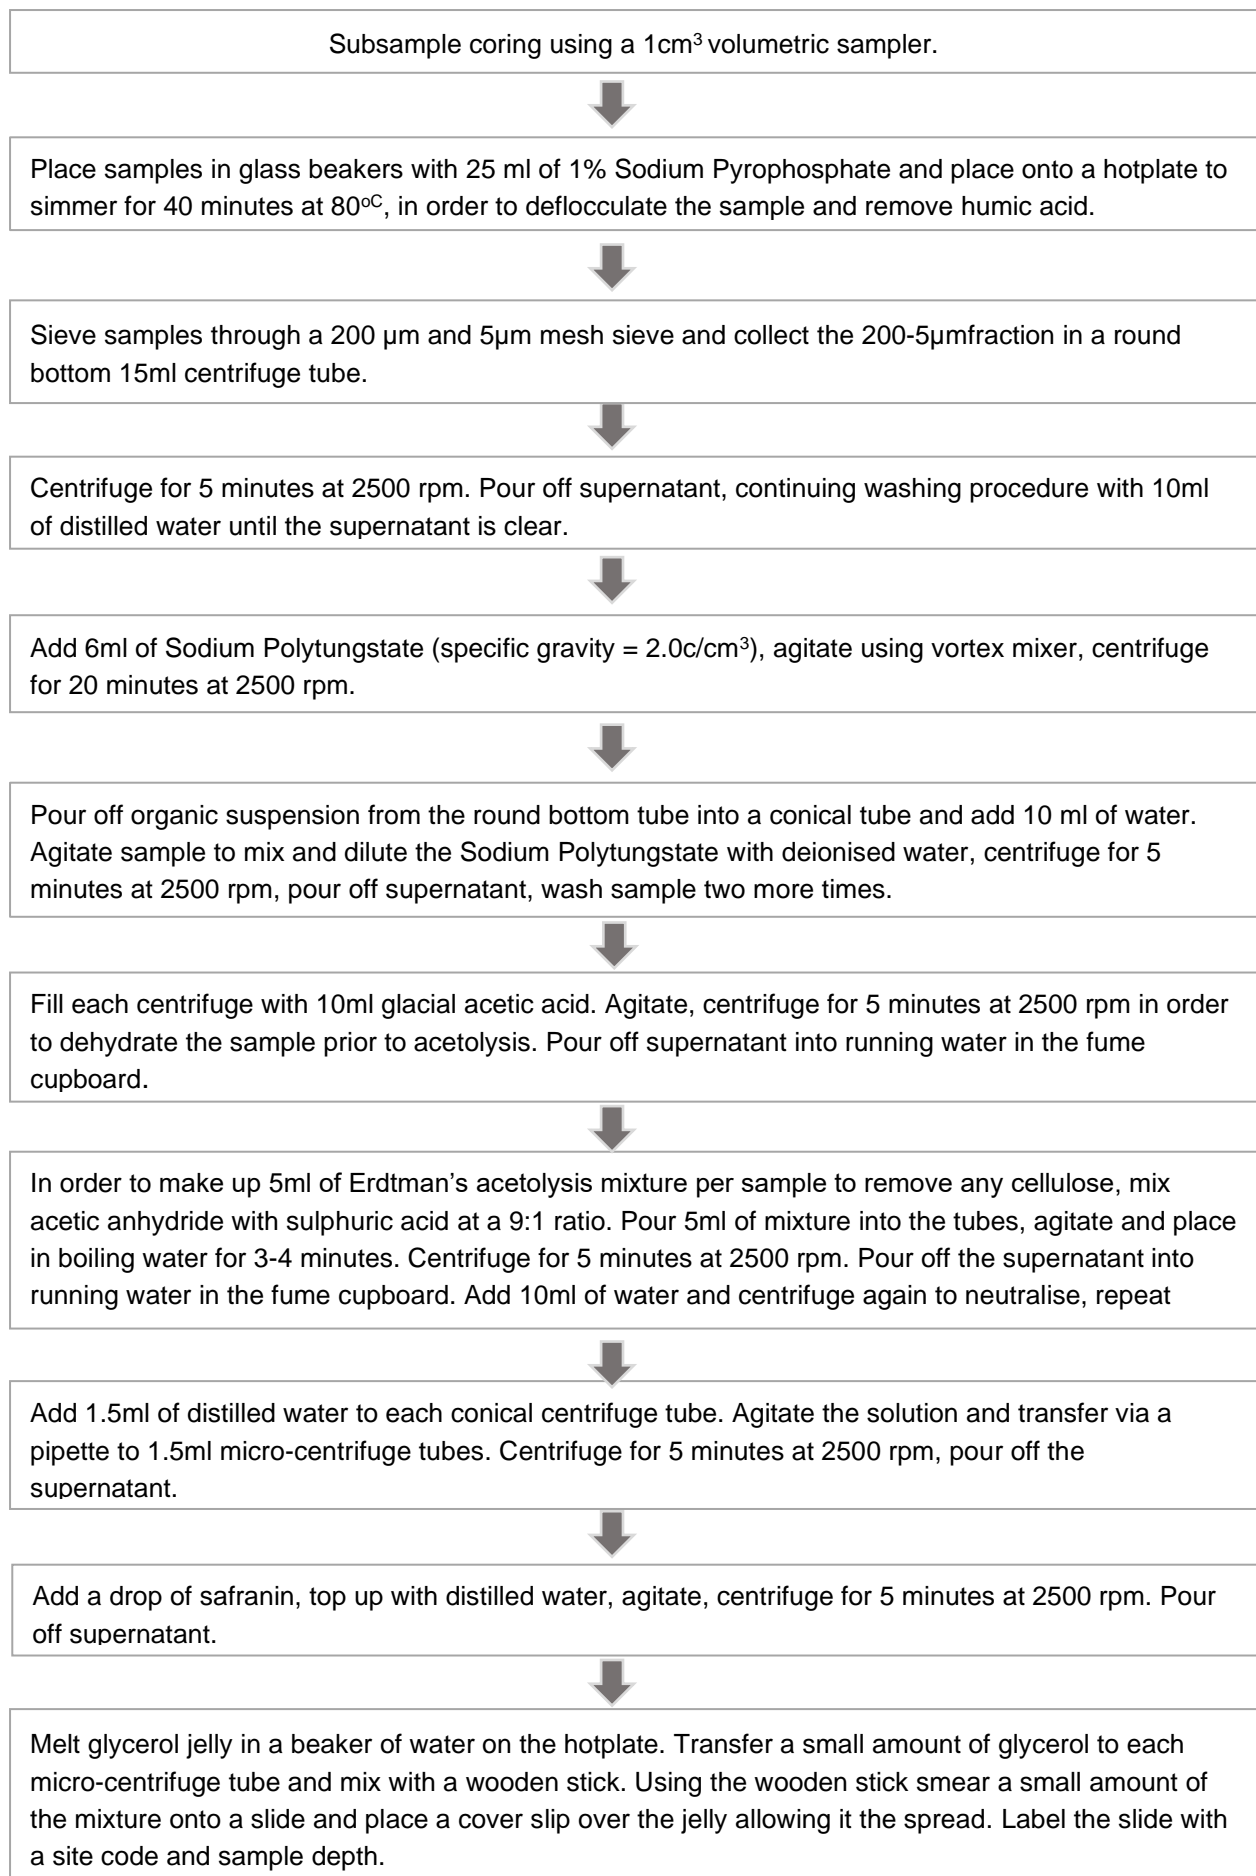 Subsample coring using a 1cm³ volumetric sampler.
Place samples in glass beakers with 25 ml of 1% Sodium Pyrophosphate and place onto a hotplate to
simmer for 40 minutes at 80ᵒᶜ, in order to deflocculate the sample and remove humic acid.
Sieve samples through a 200 µm and 5µm mesh sieve and collect the 200-5µmfraction in a round
bottom 15ml centrifuge tube.
Centrifuge for 5 minutes at 2500 rpm. Pour off supernatant, continuing washing procedure with 10ml
of distilled water until the supernatant is clear.
Add 6ml of Sodium Polytungstate (specific gravity = 2.0c/cm³), agitate using vortex mixer, centrifuge
for 20 minutes at 2500 rpm.
Pour off organic suspension from the round bottom tube into a conical tube and add 10 ml of water.
Agitate sample to mix and dilute the Sodium Polytungstate with deionised water, centrifuge for 5
minutes at 2500 rpm, pour off supernatant, wash sample two more times.
Fill each centrifuge with 10ml glacial acetic acid. Agitate, centrifuge for 5 minutes at 2500 rpm in order
to dehydrate the sample prior to acetolysis. Pour off supernatant into running water in the fume
cupboard.
In order to make up 5ml of Erdtman’s acetolysis mixture per sample to remove any cellulose, mix
acetic anhydride with sulphuric acid at a 9:1 ratio. Pour 5ml of mixture into the tubes, agitate and place
in boiling water for 3-4 minutes. Centrifuge for 5 minutes at 2500 rpm. Pour off the supernatant into
running water in the fume cupboard. Add 10ml of water and centrifuge again to neutralise, repeat
Add 1.5ml of distilled water to each conical centrifuge tube. Agitate the solution and transfer via a
pipette to 1.5ml micro-centrifuge tubes. Centrifuge for 5 minutes at 2500 rpm, pour off the
supernatant.
Add a drop of safranin, top up with distilled water, agitate, centrifuge for 5 minutes at 2500 rpm. Pour
off supernatant.
Melt glycerol jelly in a beaker of water on the hotplate. Transfer a small amount of glycerol to each
micro-centrifuge tube and mix with a wooden stick. Using the wooden stick smear a small amount of
the mixture onto a slide and place a cover slip over the jelly allowing it the spread. Label the slide with
a site code and sample depth.